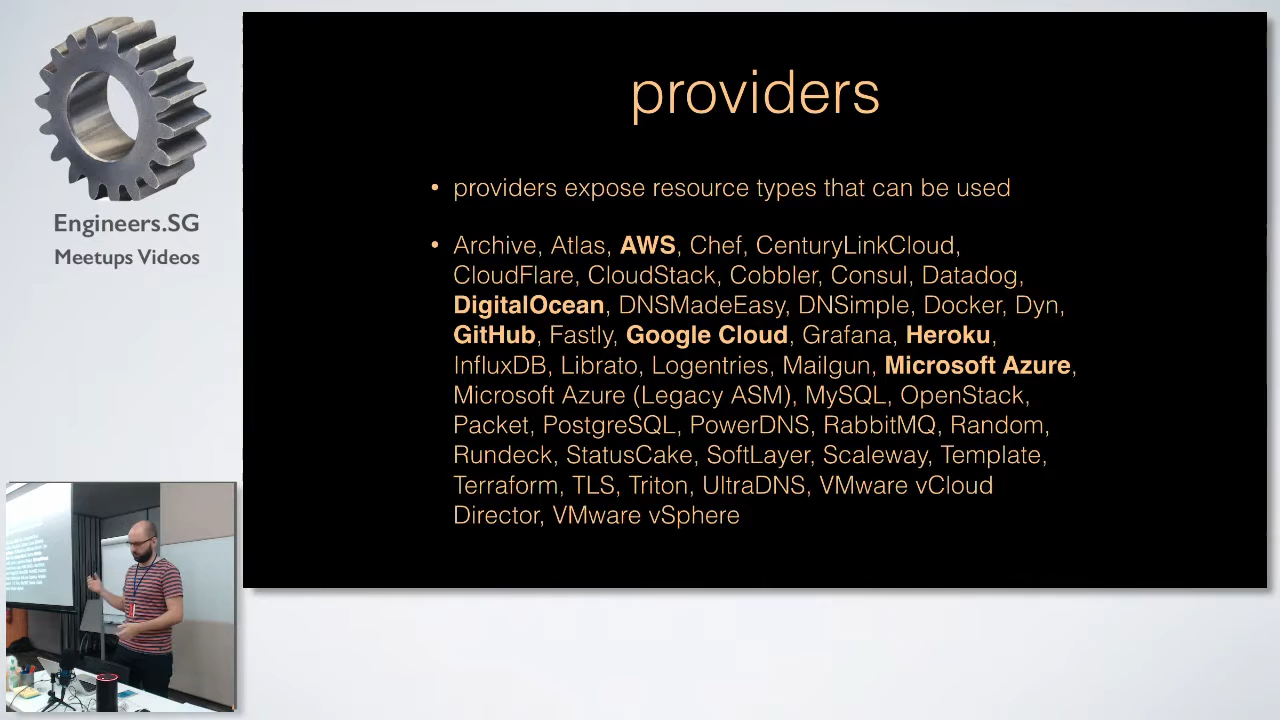 Engineers.SG
Meetups Videos
providers
• providers expose resource types that can be used
• Archive, Atlas, AWS, Chef, CenturyLinkCloud,
CloudFlare, CloudStack, Cobbler, Consul, Datadog,
DigitalOcean, DNSMadeEasy, DNSimple, Docker, Dyn,
GitHub, Fastly, Google Cloud, Grafana, Heroku,
InfluxDB, Librato, Logentries, Mailgun, Microsoft Azure,
Microsoft Azure (Legacy ASM), MySQL, OpenStack,
Packet, PostgreSQL, PowerDNS, RabbitMQ, Random,
Rundeck, StatusCake, SoftLayer, Scaleway, Template,
Terraform, TLS, Triton, UltraDNS, VMware vCloud
Director, VMware vSphere